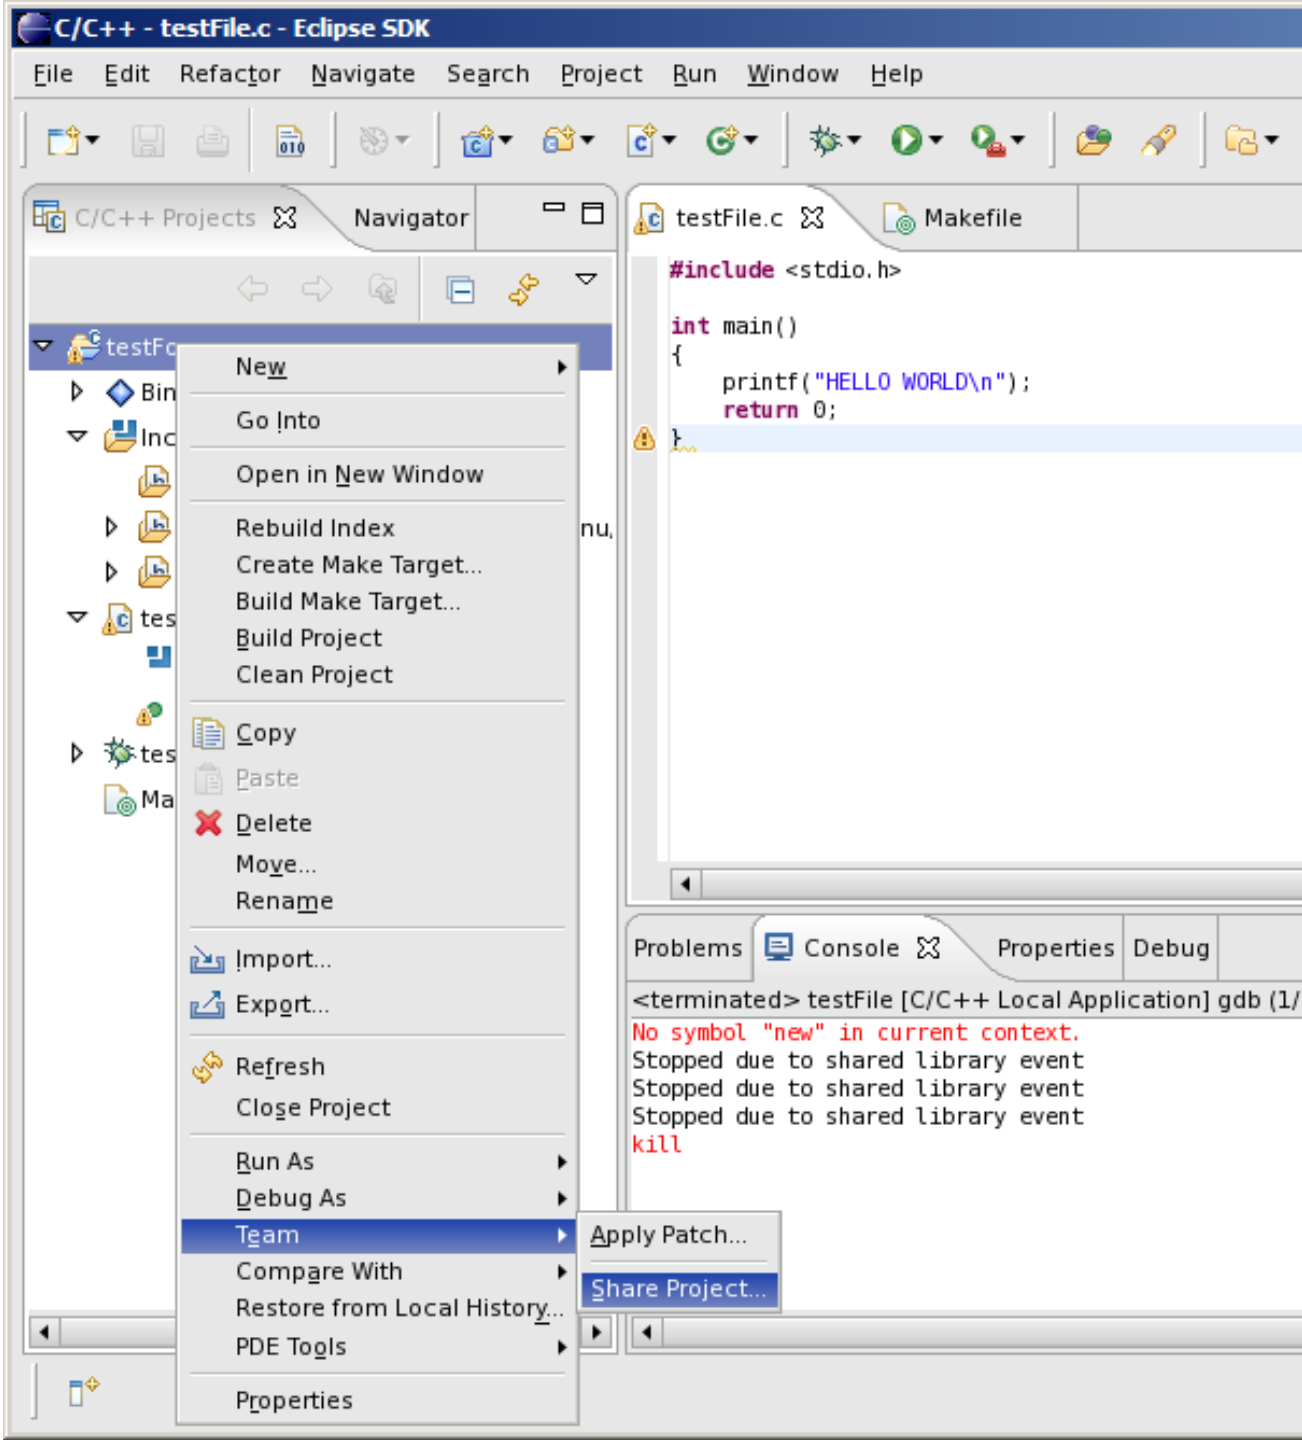 C/C++ - testFile.c - Eclipse SDK
File Edit Refactor Navigate Search Project Run Window Help
C/C++ Projects Navigator
testFile.c Makefile
#include <stdio.h>
int main()
{
printf("HELLO WORLD\n");
return 0;
}
testFo
Bin
Inc
nu,
tes
tes
Ma
New
Go Into
Open in New Window
Rebuild Index
Create Make Target...
Build Make Target...
Build Project
Clean Project
Copy
Paste
Delete
Move...
Rename
Import...
Export...
Refresh
Close Project
Run As
Debug As
Team
Compare With
Restore from Local History...
PDE Tools
Properties
Apply Patch...
Share Project...
Problems Console Properties Debug
<terminated> testFile [C/C++ Local Application] gdb (1/
No symbol "new" in current context.
Stopped due to shared library event
Stopped due to shared library event
Stopped due to shared library event
kill